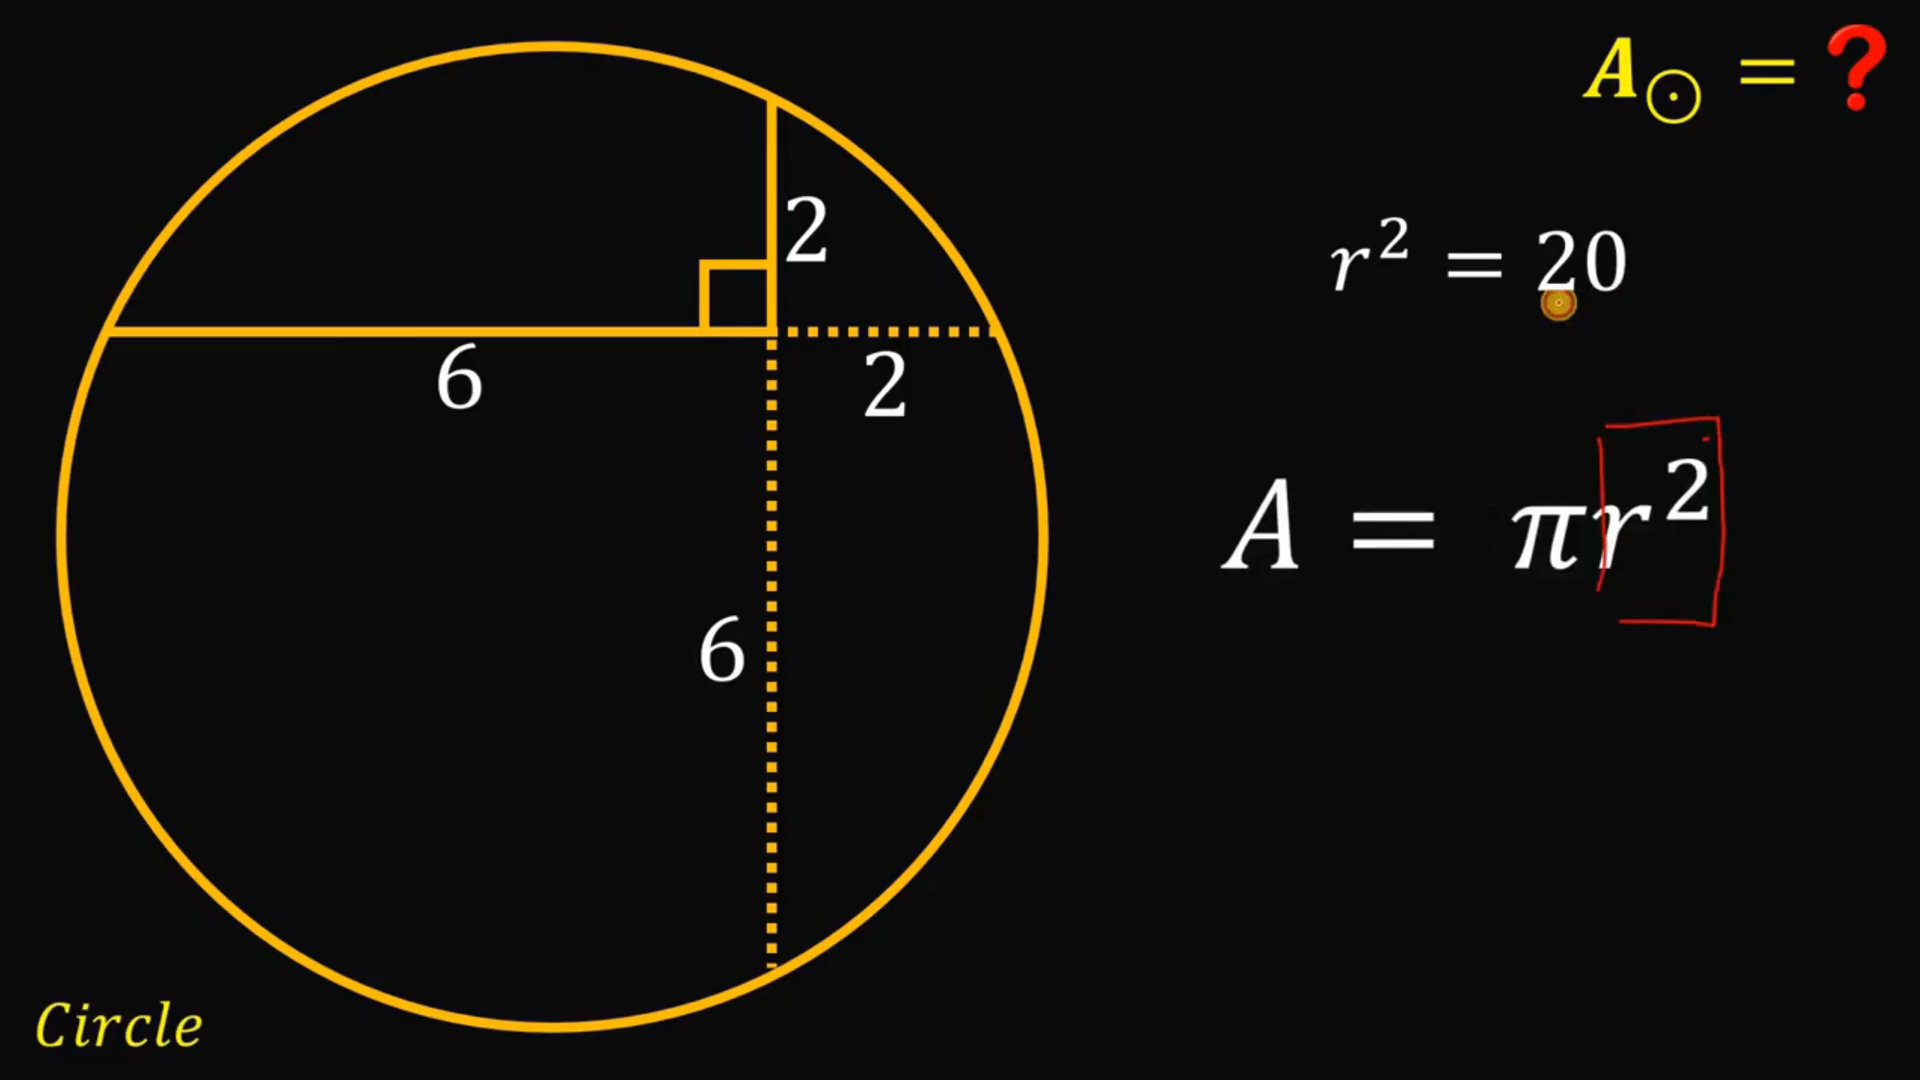 A⊙ = ❓
2
r² = 20
6
2
A = πr²
6
Circle